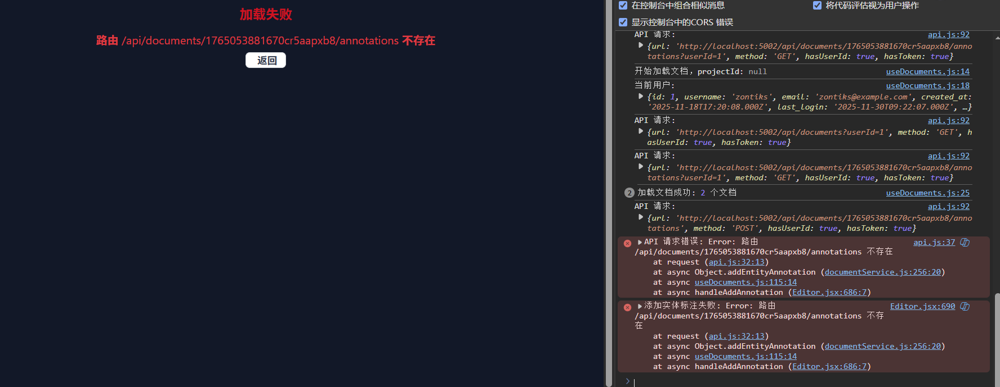 加载失败
路由 /api/documents/1765053881670cr5aapxb8/annotations 不存在
返回
在控制台中组合相似消息
将代码评估视为用户操作
显示控制台中的CORS 错误
API 请求: api.js:92
{url: 'http://localhost:5002/api/documents/1765053881670cr5aapxb8/anno
tations?userId=1', method: 'GET', hasUserId: true, hasToken: true}
开始加载文档，projectId: null useDocuments.js:14
当前用户: useDocuments.js:18
{id: 1, username: 'zontiks', email: 'zontiks@example.com', created_at:
'2025-11-18T17:20:08.000Z', last_login: '2025-11-30T09:22:07.000Z', …}
API 请求: api.js:92
{url: 'http://localhost:5002/api/documents?userId=1', method: 'GET', h
asUserId: true, hasToken: true}
API 请求: api.js:92
{url: 'http://localhost:5002/api/documents/1765053881670cr5aapxb8/anno
tations?userId=1', method: 'GET', hasUserId: true, hasToken: true}
2 加载文档成功: 2 个文档 useDocuments.js:25
API 请求: api.js:92
{url: 'http://localhost:5002/api/documents/1765053881670cr5aapxb8/anno
tations', method: 'POST', hasUserId: true, hasToken: true}
API 请求错误: Error: 路由 api.js:37
/api/documents/1765053881670cr5aapxb8/annotations 不存在
at request (api.js:32:13)
at async Object.addEntityAnnotation (documentService.js:256:20)
at async useDocuments.js:115:14
at async handleAddAnnotation (Editor.jsx:686:7)
添加实体标注失败: Error: 路由 Editor.jsx:690
/api/documents/1765053881670cr5aapxb8/annotations 不存
在
at request (api.js:32:13)
at async Object.addEntityAnnotation (documentService.js:256:20)
at async useDocuments.js:115:14
at async handleAddAnnotation (Editor.jsx:686:7)